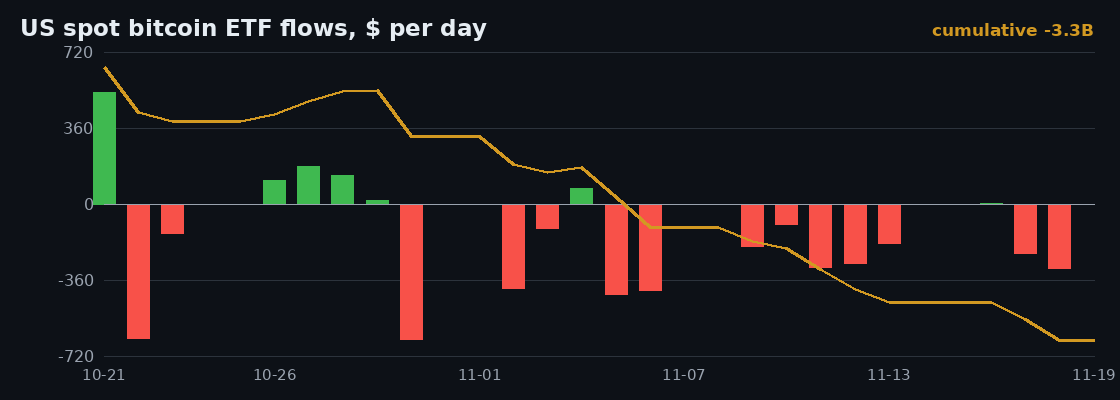 US spot bitcoin ETF flows, $ per day
cumulative -3.3B
720
360
0
-360
-720
10-21 10-26 11-01 11-07 11-13 11-19